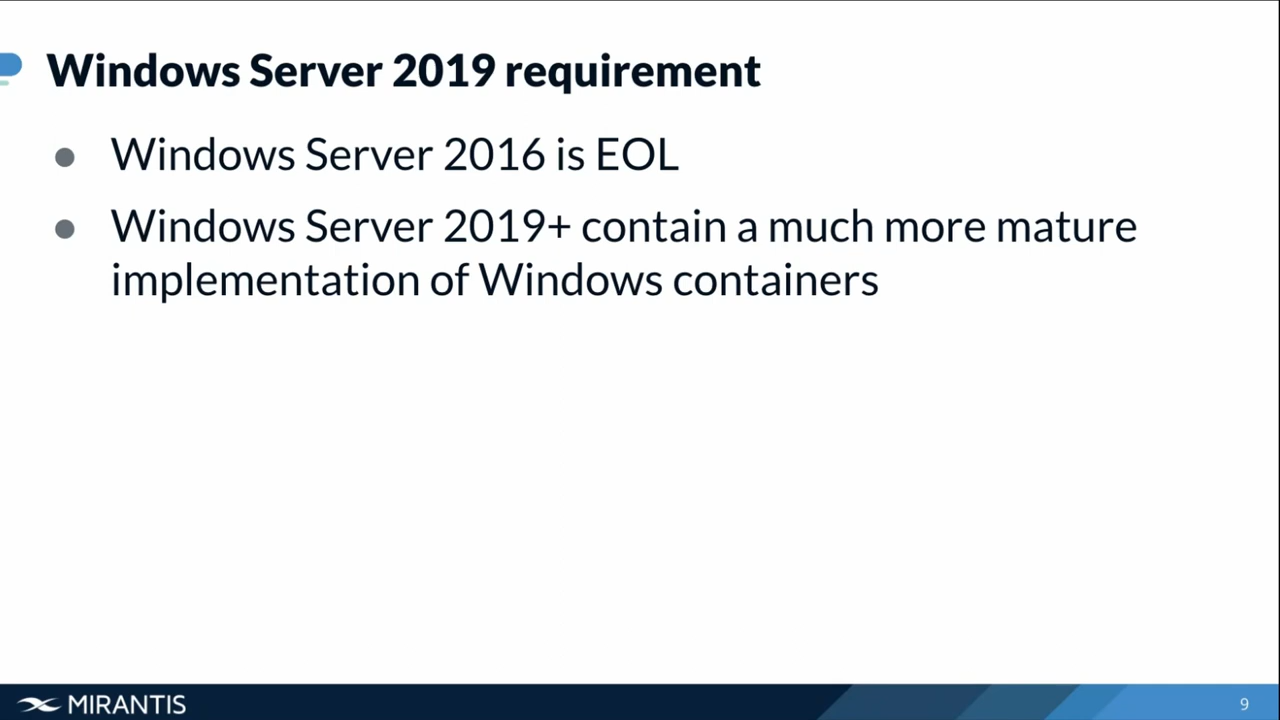 Windows Server 2019 requirement
● Windows Server 2016 is EOL
● Windows Server 2019+ contain a much more mature
implementation of Windows containers
MIRANTIS
9